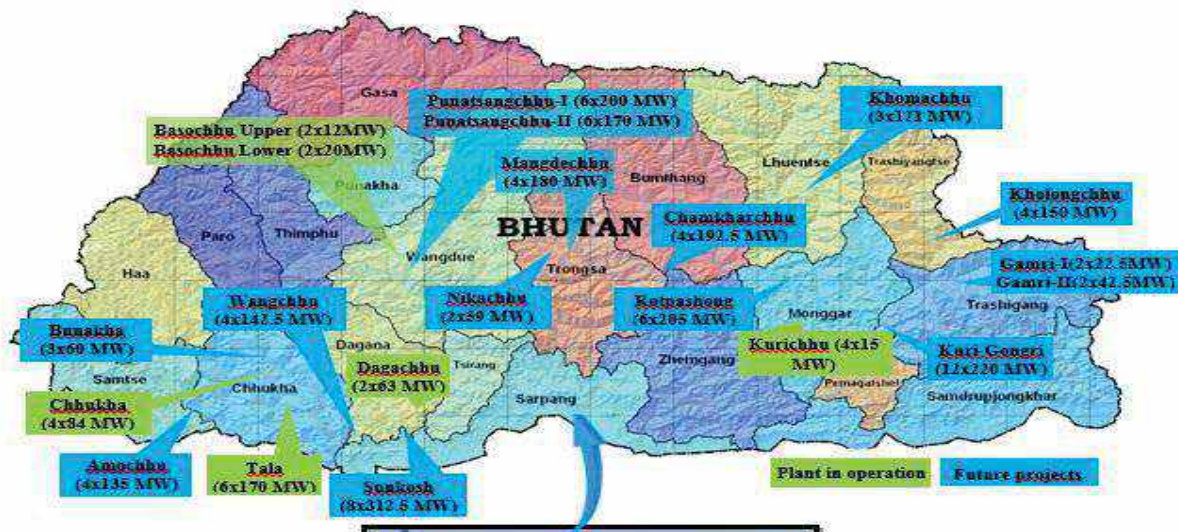 Gasa
Punatsangchhu-I (6x200 MW)
Punatsangchhu-II (6x170 MW)
Khomachhu
(3x121 MW)
Basochhu Upper (2x12MW)
Basochhu Lower (2x20MW)
Mangdechhu
(4x180 MW)
Lhuentse
Trashiyangtse
Punakha
Bumthang
Kholongchhu
(4x150 MW)
Chamkharchhu
(4x192.5 MW)
BHUTAN
Paro
Thimphu
Wangdue
Haa
Trongsa
Gamri-I(2x22.5MW)
Gamri-II(2x42.5MW)
Trashigang
Wangchhu
(4x142.5 MW)
Nikachhu
(2x59 MW)
Kotpashong
(6x205 MW)
Monggar
Bunakha
(3x60 MW)
Dagana
Dagachhu
(2x63 MW)
Tsirang
Zhemgang
Kurichhu (4x15
MW)
Kuri Gongri
(12x220 MW)
Samtse
Chhukha
Sarpang
Pemagatshel
Samdrupjongkhar
Chhukha
(4x84 MW)
Amochhu
(4x135 MW)
Tala
(6x170 MW)
Sunkosh
(8x312.5 MW)
Plant in operation
Future projects